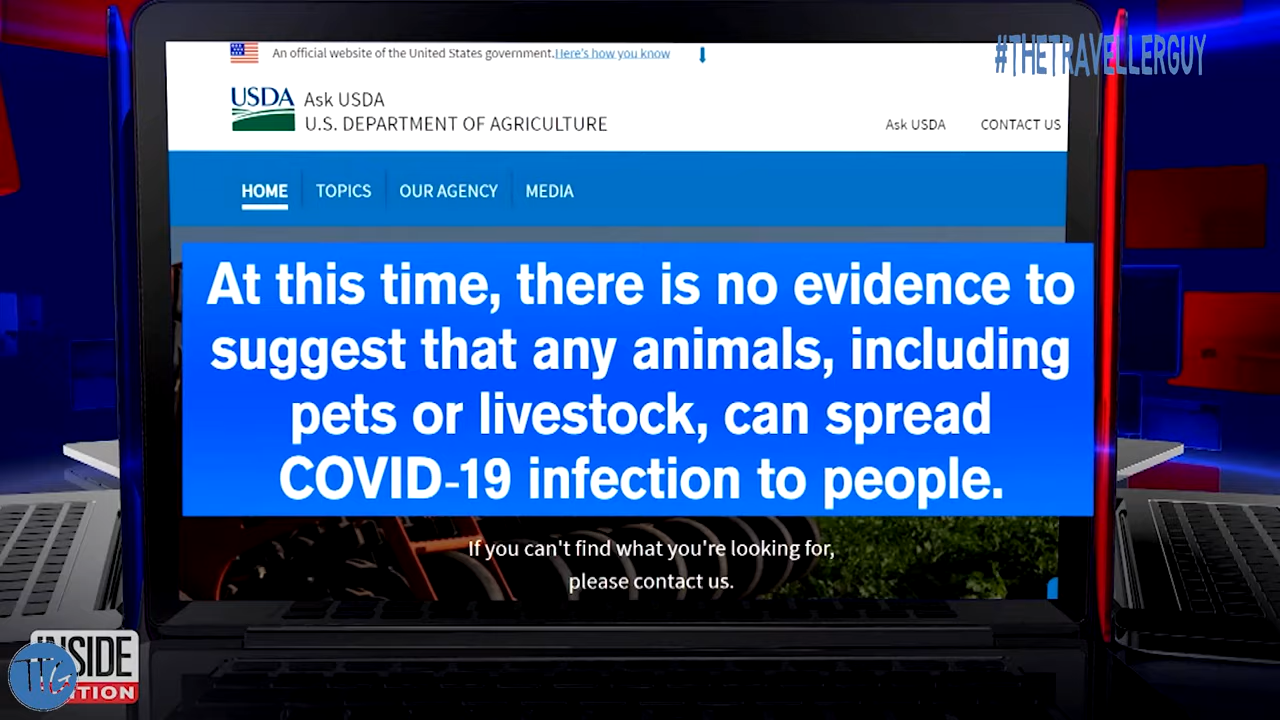 An official website of the United States government. Here's how you know
#THETRAVELLERGUY
USDA
Ask USDA
U.S. DEPARTMENT OF AGRICULTURE
Ask USDA
CONTACT US
HOME
TOPICS
OUR AGENCY
MEDIA
At this time, there is no evidence to
suggest that any animals, including
pets or livestock, can spread
COVID-19 infection to people.
If you can't find what you're looking for,
please contact us.
INSIDE